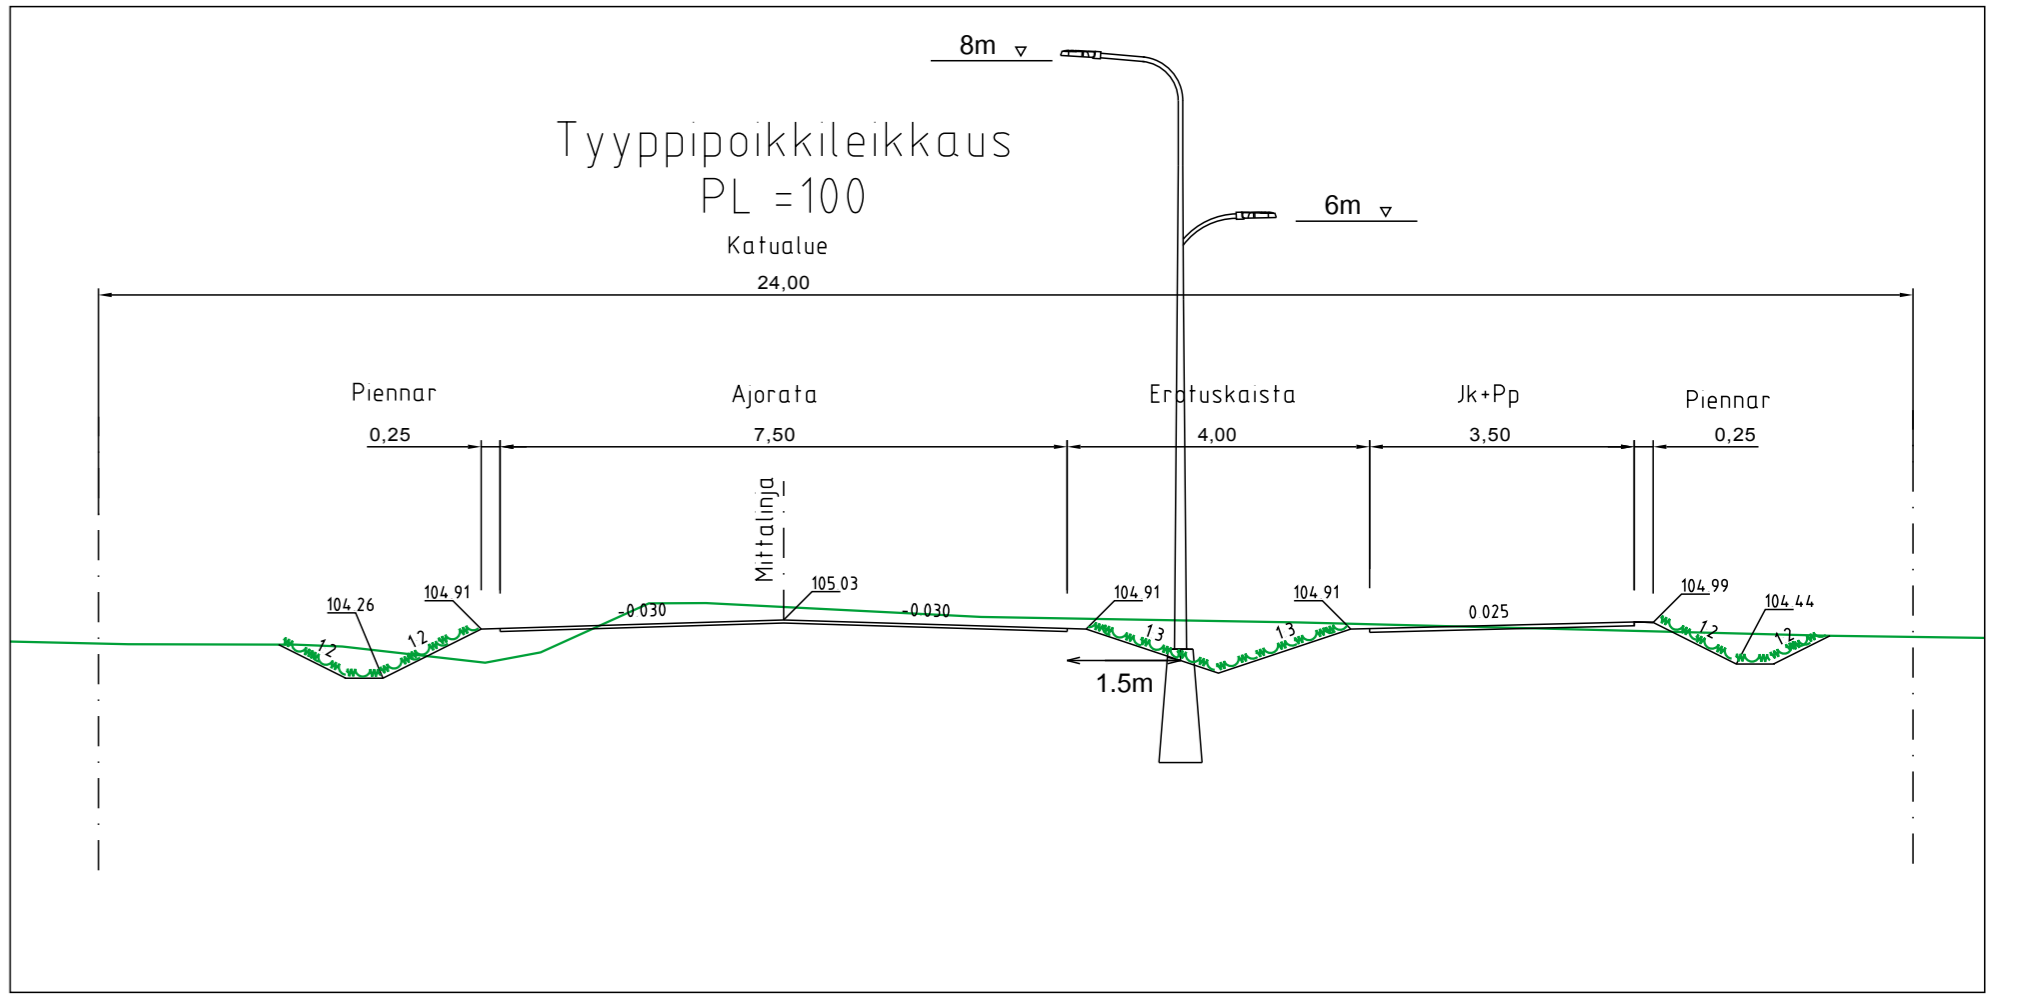 8m
Tyyppipoikkileikkaus
PL =100
6m
Katualue
24,00
Piennar
Ajorata
Erotuskaista
Jk+Pp
Piennar
0,25
7,50
4,00
3,50
0,25
Mittalinja
104.26
104.91
-0.030
105.03
-0.030
104.91
104.91
0.025
104.99
104.44
1:2
1:2
1:3
1:3
1:2
1:2
1.5m